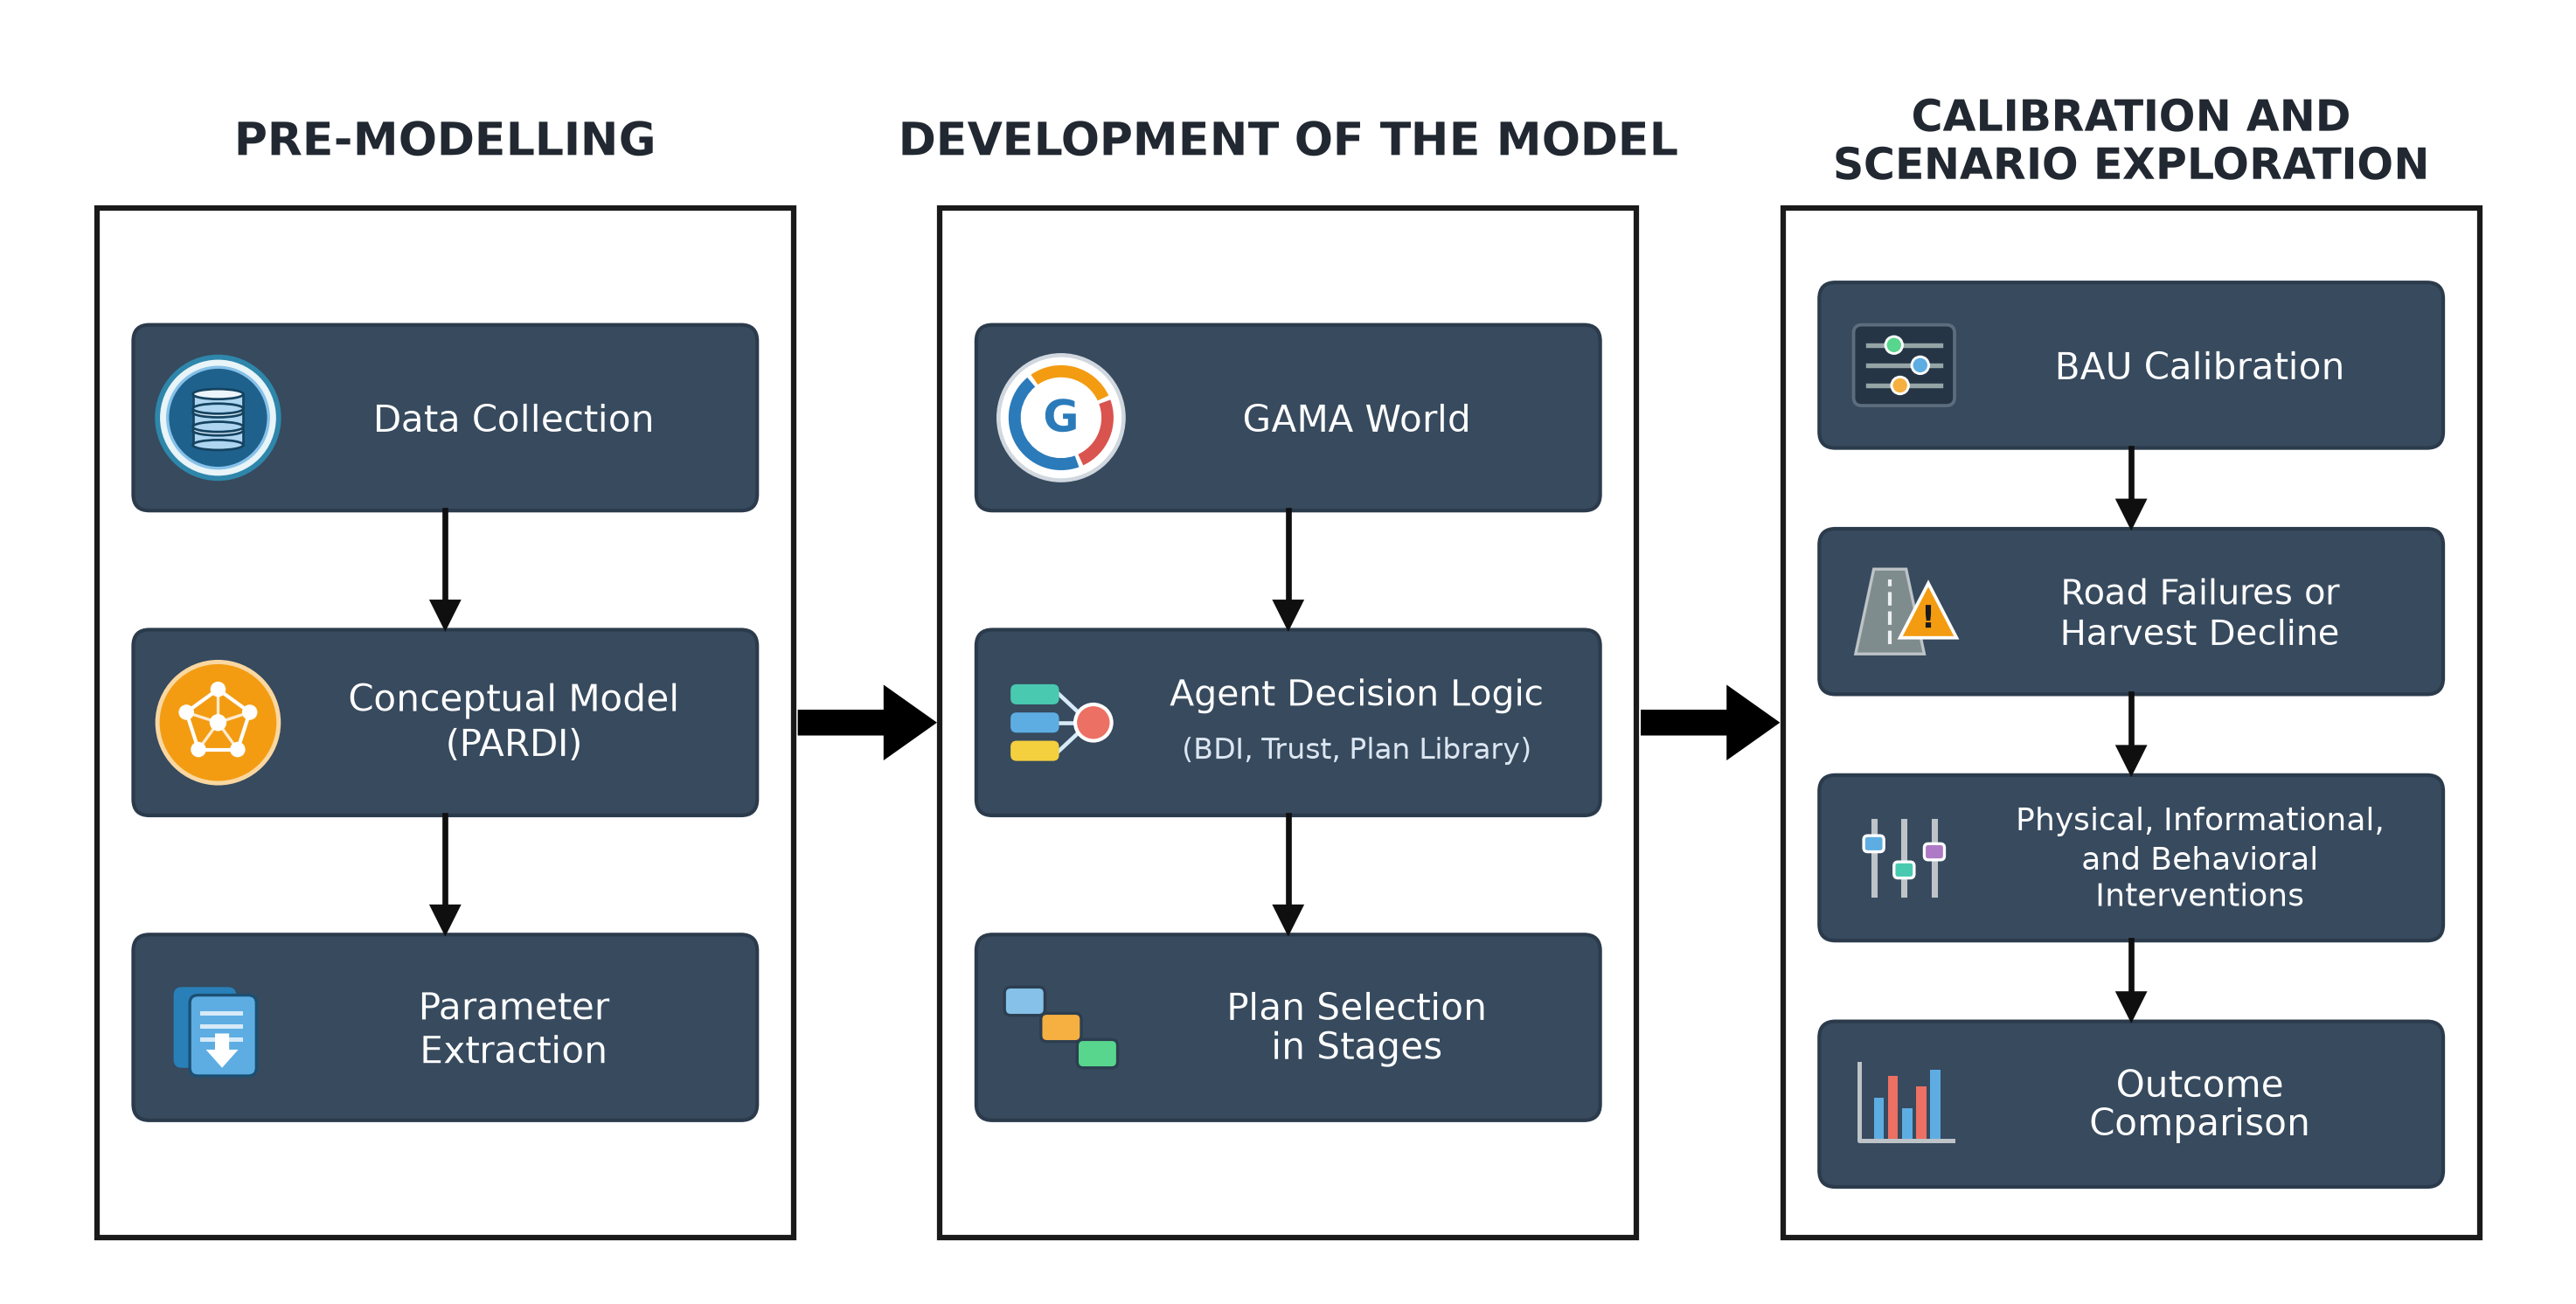 PRE-MODELLING
Data Collection
Conceptual Model
(PARDI)
Parameter
Extraction
DEVELOPMENT OF THE MODEL
G
GAMA World
Agent Decision Logic
(BDI, Trust, Plan Library)
Plan Selection
in Stages
CALIBRATION AND
SCENARIO EXPLORATION
BAU Calibration
!
Road Failures or
Harvest Decline
Physical, Informational,
and Behavioral
Interventions
Outcome
Comparison